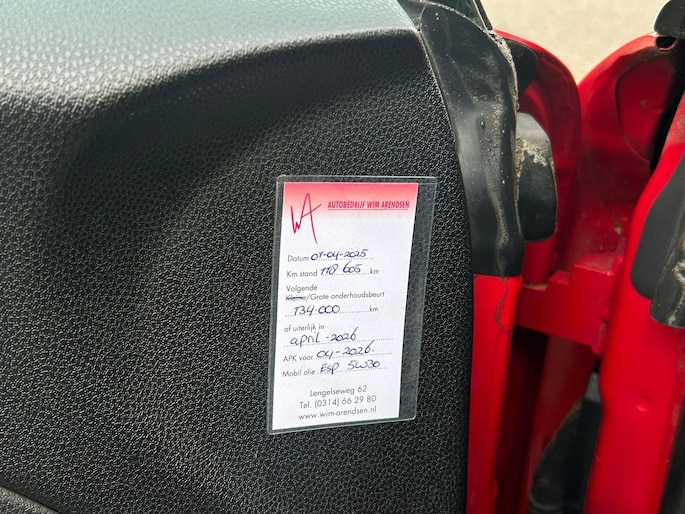 WA AUTOBEDRIJF WIM ARENDSEN
Datum 07-04-2025
Km.stand 118 605 km
Volgende
Kleine/Grote onderhoudsbeurt
134.000 km
of uiterlijk in
april - 2026
APK voor 04-2026.
Mobil olie ESP 5W30
Lengelseweg 62
Tel. (0314) 66 29 80
www.wim-arendsen.nl